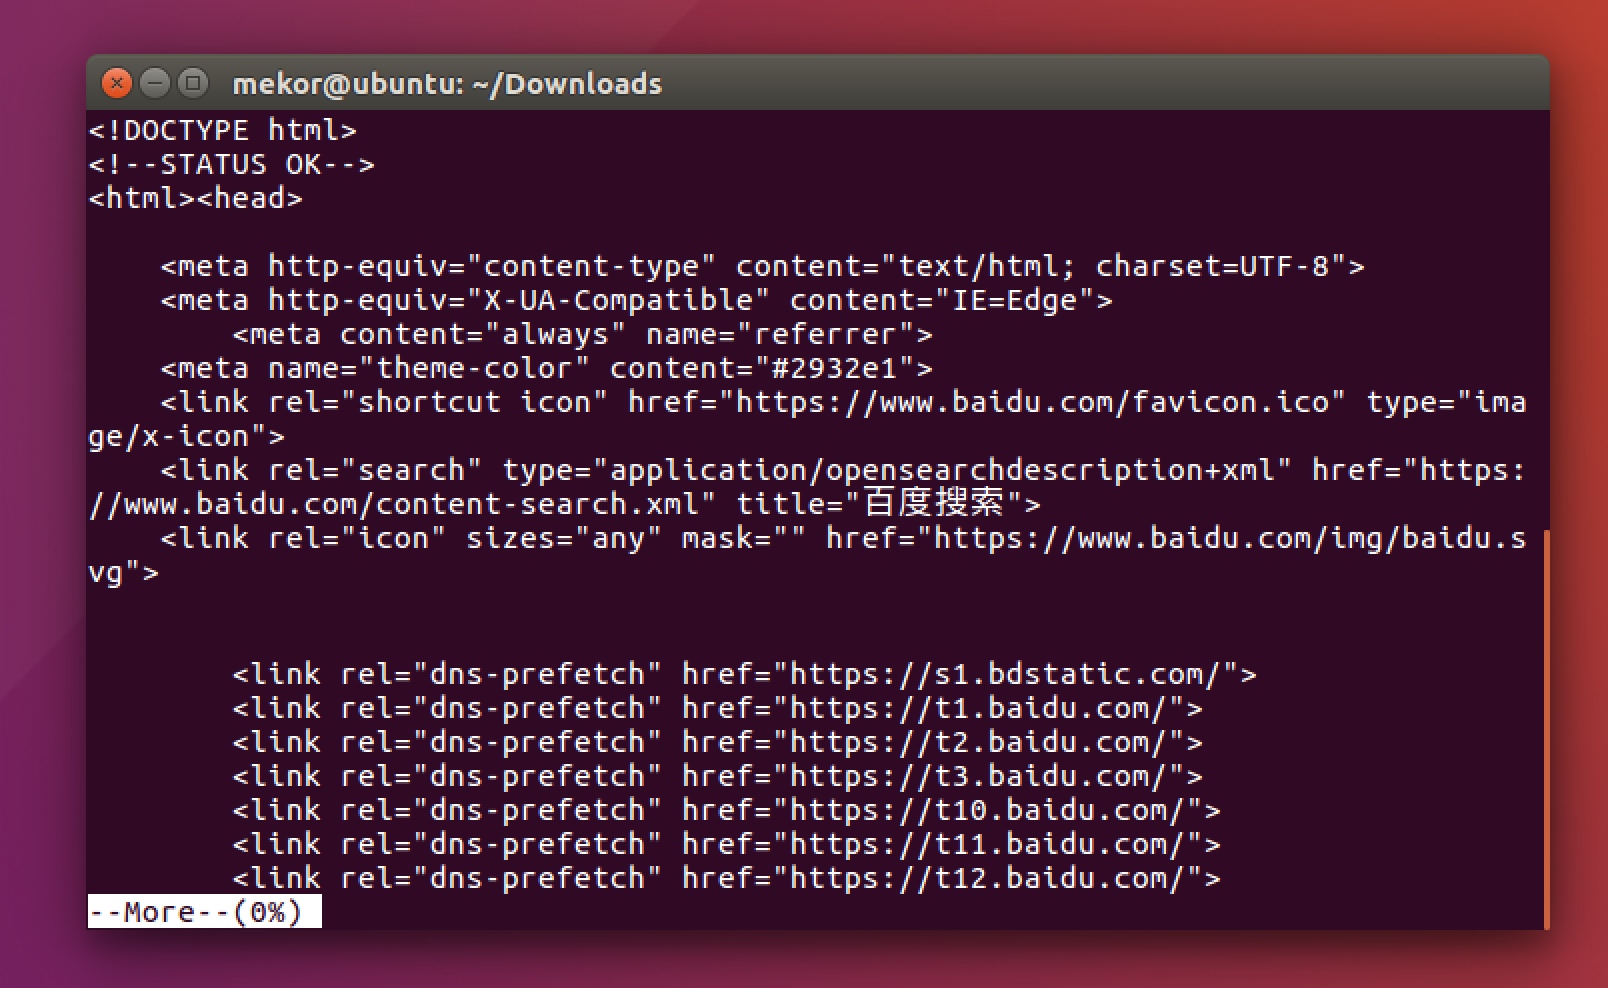 mekor@ubuntu: ~/Downloads
<!DOCTYPE html>
<!--STATUS OK-->
<html><head>
    <meta http-equiv="content-type" content="text/html; charset=UTF-8">
    <meta http-equiv="X-UA-Compatible" content="IE=Edge">
        <meta content="always" name="referrer">
    <meta name="theme-color" content="#2932e1">
    <link rel="shortcut icon" href="https://www.baidu.com/favicon.ico" type="ima
ge/x-icon">
    <link rel="search" type="application/opensearchdescription+xml" href="https:
//www.baidu.com/content-search.xml" title="百度搜索">
    <link rel="icon" sizes="any" mask="" href="https://www.baidu.com/img/baidu.s
vg">
        <link rel="dns-prefetch" href="https://s1.bdstatic.com/">
        <link rel="dns-prefetch" href="https://t1.baidu.com/">
        <link rel="dns-prefetch" href="https://t2.baidu.com/">
        <link rel="dns-prefetch" href="https://t3.baidu.com/">
        <link rel="dns-prefetch" href="https://t10.baidu.com/">
        <link rel="dns-prefetch" href="https://t11.baidu.com/">
        <link rel="dns-prefetch" href="https://t12.baidu.com/">
--More--(0%)